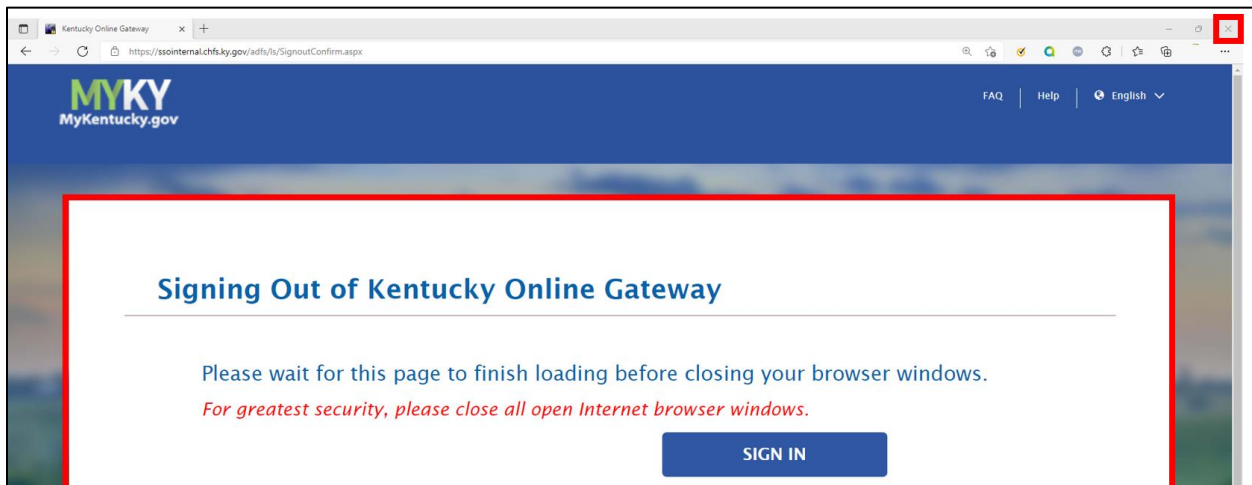 Kentucky Online Gateway
https://ssointernal.chfs.ky.gov/adfs/ls/SignoutConfirm.aspx
MYKY
MyKentucky.gov
FAQ
Help
English
Signing Out of Kentucky Online Gateway
Please wait for this page to finish loading before closing your browser windows.
For greatest security, please close all open Internet browser windows.
SIGN IN